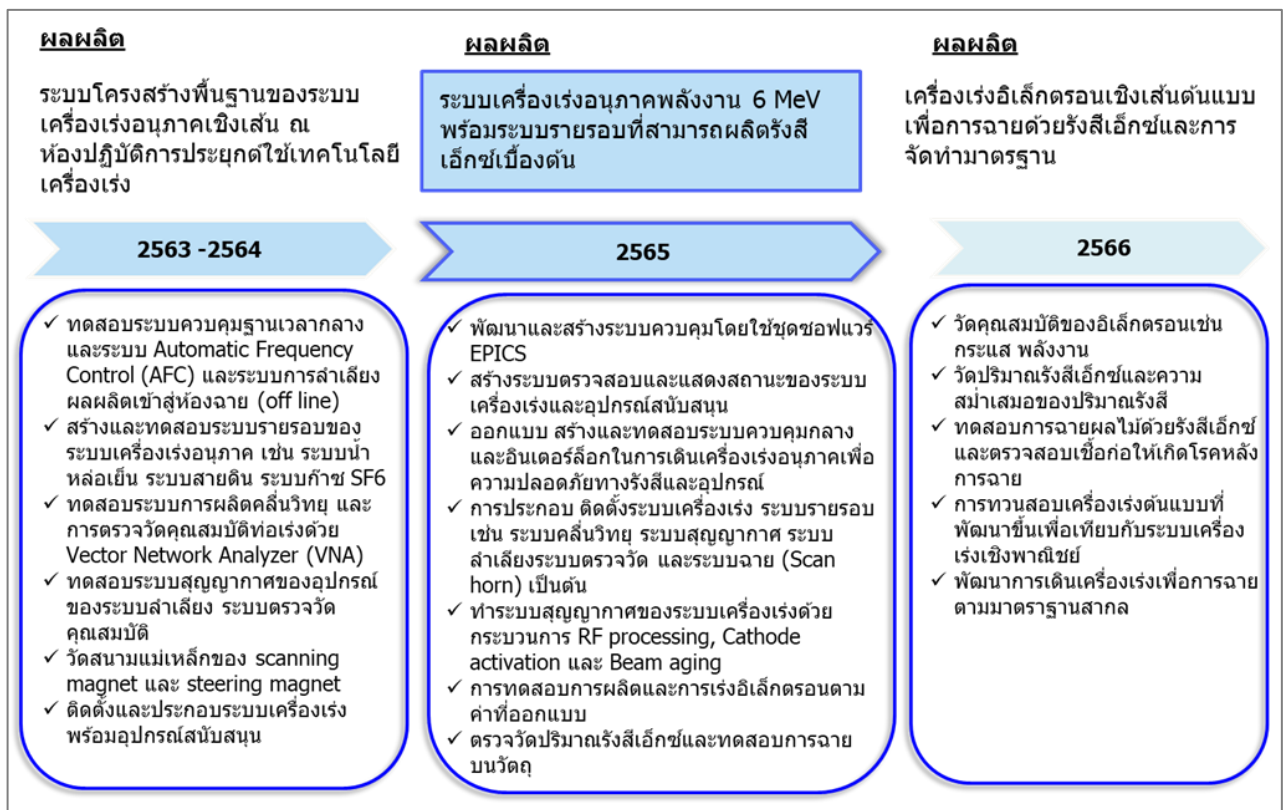 ผลผลิต
ระบบโครงสร้างพื้นฐานของระบบ
เครื่องเร่งอนุภาคเชิงเส้น ณ
ห้องปฏิบัติการประยุกต์ใช้เทคโนโลยี
เครื่องเร่ง
ผลผลิต
ระบบเครื่องเร่งอนุภาคพลังงาน 6 MeV
พร้อมระบบรายรอบที่สามารถผลิตรังสี
เอ็กซ์เบื้องต้น
ผลผลิต
เครื่องเร่งอิเล็กตรอนเชิงเส้นต้นแบบ
เพื่อการฉายด้วยรังสีเอ็กซ์และการ
จัดทำมาตรฐาน
2563 -2564
2565
2566
✓ ทดสอบระบบควบคุมฐานเวลากลาง
และระบบ Automatic Frequency
Control (AFC) และระบบการลำเลียง
ผลผลิตเข้าสู่ห้องฉาย (off line)
✓ สร้างและทดสอบระบบรายรอบของ
ระบบเครื่องเร่งอนุภาค เช่น ระบบน้ำ
หล่อเย็น ระบบสายดิน ระบบก๊าซ SF6
✓ ทดสอบระบบการผลิตคลื่นวิทยุ และ
การตรวจวัดคุณสมบัติท่อเร่งด้วย
Vector Network Analyzer (VNA)
✓ ทดสอบระบบสุญญากาศของอุปกรณ์
ของระบบลำเลียง ระบบตรวจวัด
คุณสมบัติ
✓ วัดสนามแม่เหล็กของ scanning
magnet และ steering magnet
✓ ติดตั้งและประกอบระบบเครื่องเร่ง
พร้อมอุปกรณ์สนับสนุน
✓ พัฒนาและสร้างระบบควบคุมโดยใช้ชุดซอฟแวร์
EPICS
✓ สร้างระบบตรวจสอบและแสดงสถานะของระบบ
เครื่องเร่งและอุปกรณ์สนับสนุน
✓ ออกแบบ สร้างและทดสอบระบบควบคุมกลาง
และอินเตอร์ล็อกในการเดินเครื่องเร่งอนุภาคเพื่อ
ความปลอดภัยทางรังสีและอุปกรณ์
✓ การประกอบ ติดตั้งระบบเครื่องเร่ง ระบบรายรอบ
เช่น ระบบคลื่นวิทยุ ระบบสุญญากาศ ระบบ
ลำเลียงระบบตรวจวัด และระบบฉาย (Scan
horn) เป็นต้น
✓ ทำระบบสุญญากาศของระบบเครื่องเร่งด้วย
กระบวนการ RF processing, Cathode
activation และ Beam aging
✓ การทดสอบการผลิตและการเร่งอิเล็กตรอนตาม
ค่าที่ออกแบบ
✓ ตรวจวัดปริมาณรังสีเอ็กซ์และทดสอบการฉาย
บนวัตถุ
✓ วัดคุณสมบัติของอิเล็กตรอนเช่น
กระแส พลังงาน
✓ วัดปริมาณรังสีเอ็กซ์และความ
สม่ำเสมอของปริมาณรังสี
✓ ทดสอบการฉายผลไม้ด้วยรังสีเอ็กซ์
และตรวจสอบเชื้อก่อให้เกิดโรคหลัง
การฉาย
✓ การทวนสอบเครื่องเร่งต้นแบบที่
พัฒนาขึ้นเพื่อเทียบกับระบบเครื่อง
เร่งเชิงพาณิชย์
✓ พัฒนาการเดินเครื่องเร่งเพื่อการฉาย
ตามมาตราฐานสากล